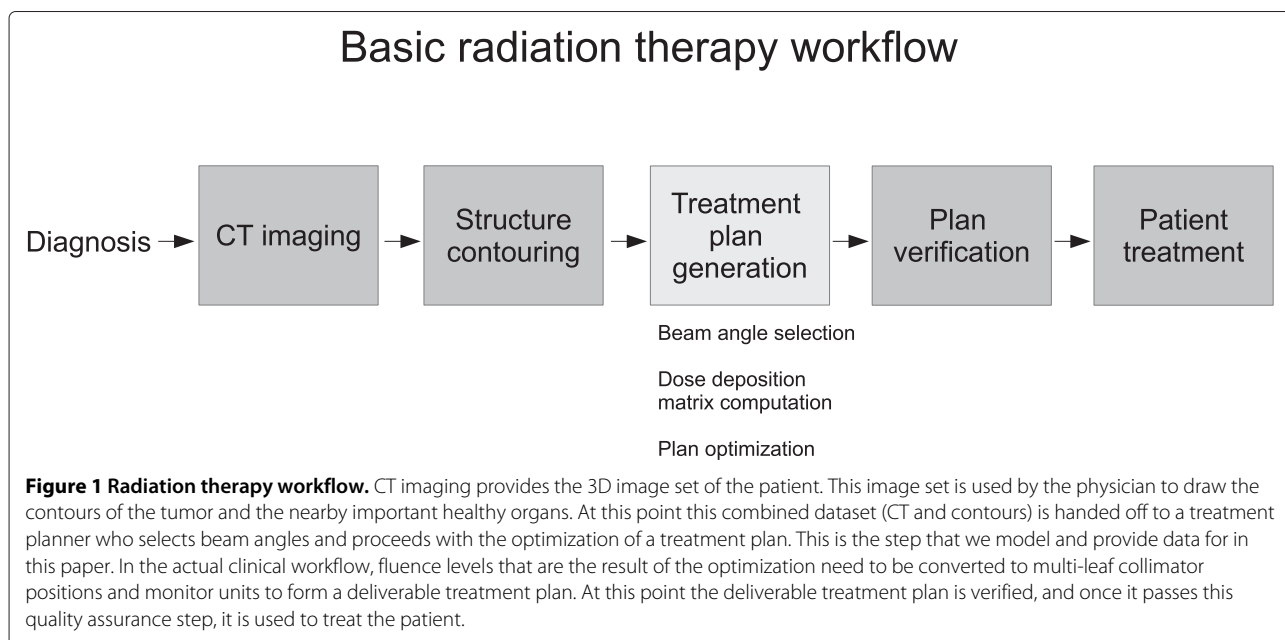 Basic radiation therapy workflow
Diagnosis
CT imaging
Structure
contouring
Treatment
plan
generation
Plan
verification
Patient
treatment
Beam angle selection
Dose deposition
matrix computation
Plan optimization
Figure 1 Radiation therapy workflow. CT imaging provides the 3D image set of the patient. This image set is used by the physician to draw the
contours of the tumor and the nearby important healthy organs. At this point this combined dataset (CT and contours) is handed off to a treatment
planner who selects beam angles and proceeds with the optimization of a treatment plan. This is the step that we model and provide data for in
this paper. In the actual clinical workflow, fluence levels that are the result of the optimization need to be converted to multi-leaf collimator
positions and monitor units to form a deliverable treatment plan. At this point the deliverable treatment plan is verified, and once it passes this
quality assurance step, it is used to treat the patient.